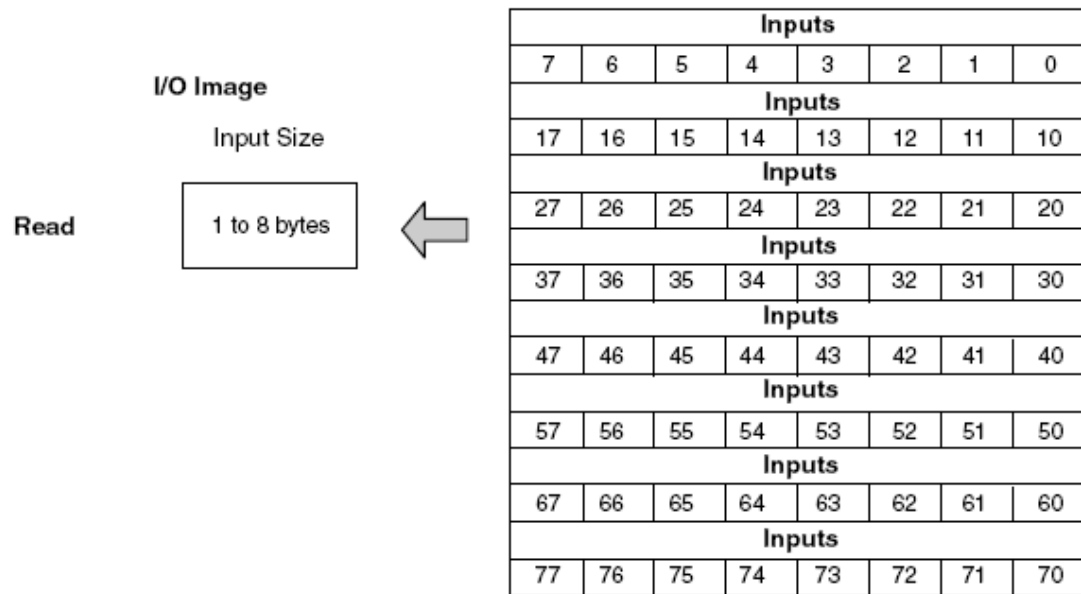 I/O Image
Input Size
Read
1 to 8 bytes
Inputs
7 6 5 4 3 2 1 0
Inputs
17 16 15 14 13 12 11 10
Inputs
27 26 25 24 23 22 21 20
Inputs
37 36 35 34 33 32 31 30
Inputs
47 46 45 44 43 42 41 40
Inputs
57 56 55 54 53 52 51 50
Inputs
67 66 65 64 63 62 61 60
Inputs
77 76 75 74 73 72 71 70